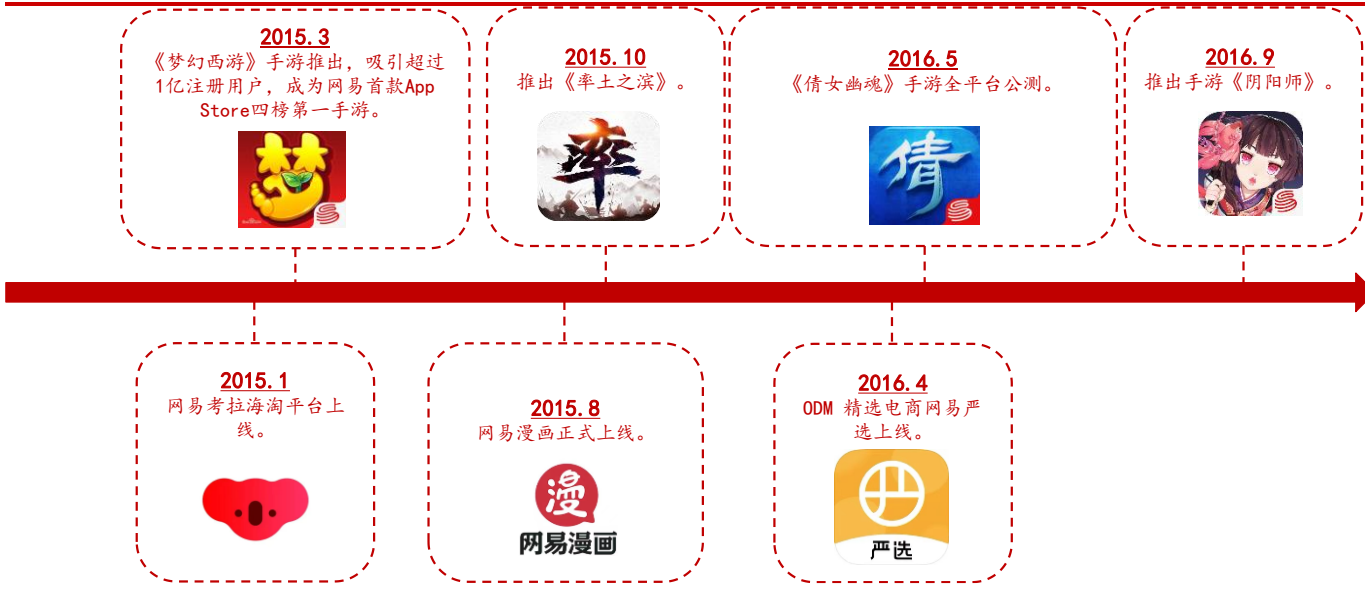 2015.3
《梦幻西游》手游推出，吸引超过
1亿注册用户，成为网易首款App
Store四榜第一手游。
梦
2015.10
推出《率土之滨》。
率
2016.5
《倩女幽魂》手游全平台公测。
倩
2016.9
推出手游《阴阳师》。
2015.1
网易考拉海淘平台上
线。
2015.8
网易漫画正式上线。
漫
网易漫画
2016.4
ODM 精选电商网易严
选上线。
严选